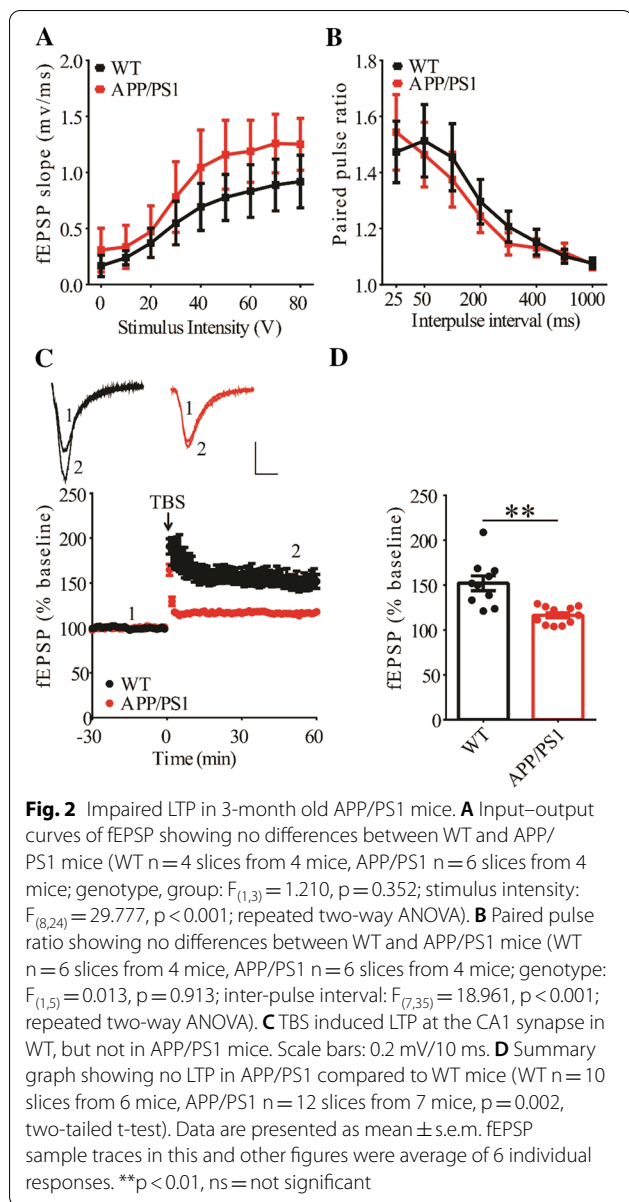 A
B
WT
APP/PS1
2.0
1.5
1.0
0.5
0.0
fEPSP slope (mv/ms)
0 20 40 60 80
Stimulus Intensity (V)
WT
APP/PS1
1.8
1.6
1.4
1.2
1.0
Paired pulse ratio
25 50 200 400 1000
Interpulse interval (ms)
C
D
1
2
1
2
250
200
150
100
50
0
fEPSP (% baseline)
TBS
1
2
WT
APP/PS1
-30 0 60
Time (min)
250
200
150
100
50
0
fEPSP (% baseline)
**
WT
APP/PS1
Fig. 2 Impaired LTP in 3-month old APP/PS1 mice. A Input–output
curves of fEPSP showing no differences between WT and APP/
PS1 mice (WT n = 4 slices from 4 mice, APP/PS1 n = 6 slices from 4
mice; genotype, group: F(1,3) = 1.210, p = 0.352; stimulus intensity:
F(8,24) = 29.777, p < 0.001; repeated two-way ANOVA). B Paired pulse
ratio showing no differences between WT and APP/PS1 mice (WT
n = 6 slices from 4 mice, APP/PS1 n = 6 slices from 4 mice; genotype:
F(1,5) = 0.013, p = 0.913; inter-pulse interval: F(7,35) = 18.961, p < 0.001;
repeated two-way ANOVA). C TBS induced LTP at the CA1 synapse in
WT, but not in APP/PS1 mice. Scale bars: 0.2 mV/10 ms. D Summary
graph showing no LTP in APP/PS1 compared to WT mice (WT n = 10
slices from 6 mice, APP/PS1 n = 12 slices from 7 mice, p = 0.002,
two-tailed t-test). Data are presented as mean ± s.e.m. fEPSP
sample traces in this and other figures were average of 6 individual
responses. **p < 0.01, ns = not significant